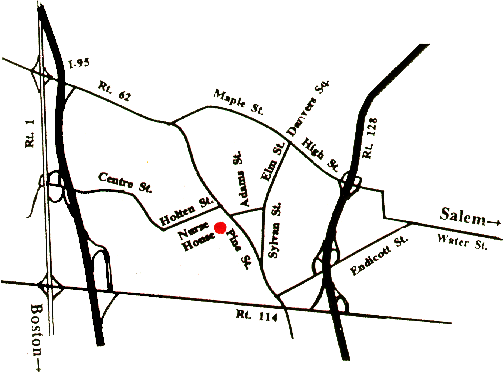 I-95
Rt. 62
Maple St.
Danvers Sq.
Rt. 1
Rt. 128
High St.
Elm St.
Adams St.
Centre St.
Holten St.
Nurse
House
Pine St.
Sylvan St.
Salem→
Water St.
Endicott St.
Rt. 114
Boston→